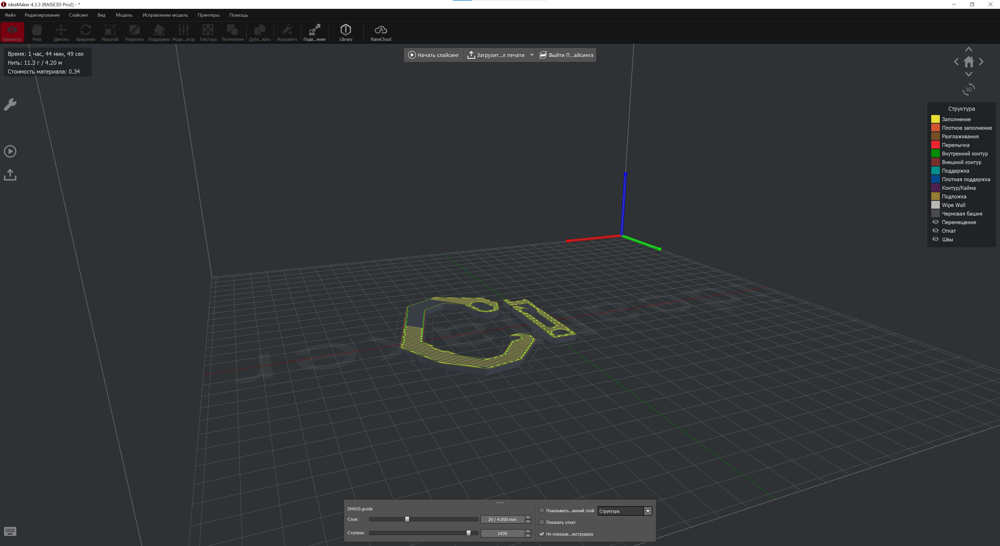 ideaMaker 4.3.3 (RAISE3D Pro2) - *
Файл Редактирование Слайсинг Вид Модель Исправление модель Принтеры Помощь
Просмотр Рука Двигать Вращение Масштаб Разрезать Поддержка Моди...атор Текстура Логические Дубл...вать Исправить Подк...ение Library RaiseCloud
Время: 1 час, 44 мин, 49 сек
Нить: 11.3 г / 4.20 м
Стоимость материала: 0.34
Начать слайсинг Загрузит...л печати Выйти П...айсинга
3D
Структура
Заполнение
Плотное заполнение
Разглаживания
Перемычка
Внутренний контур
Внешний контур
Поддержка
Плотная поддержка
Контур/Кайма
Подложка
Wipe Wall
Черновая башня
Перемещение
Откат
Швы
DH010.gcode
Слои: 20 / 4.050 mm
Ступени: 1439
Показывать...анный слой Структура
Показать откат
Не показыв...экструдера